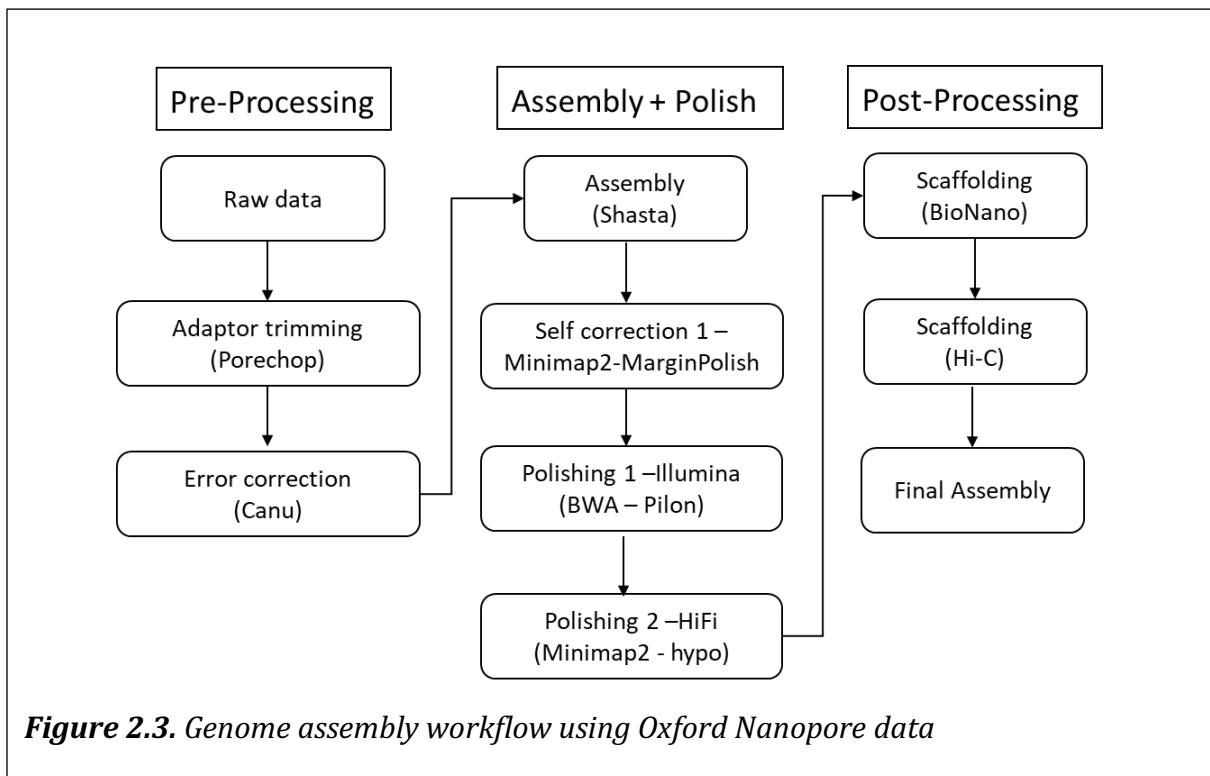 Pre-Processing
Raw data
Adaptor trimming
(Porechop)
Error correction
(Canu)
Assembly + Polish
Assembly
(Shasta)
Self correction 1 –
Minimap2-MarginPolish
Polishing 1 –Illumina
(BWA – Pilon)
Polishing 2 –HiFi
(Minimap2 - hypo)
Post-Processing
Scaffolding
(BioNano)
Scaffolding
(Hi-C)
Final Assembly
Figure 2.3. Genome assembly workflow using Oxford Nanopore data